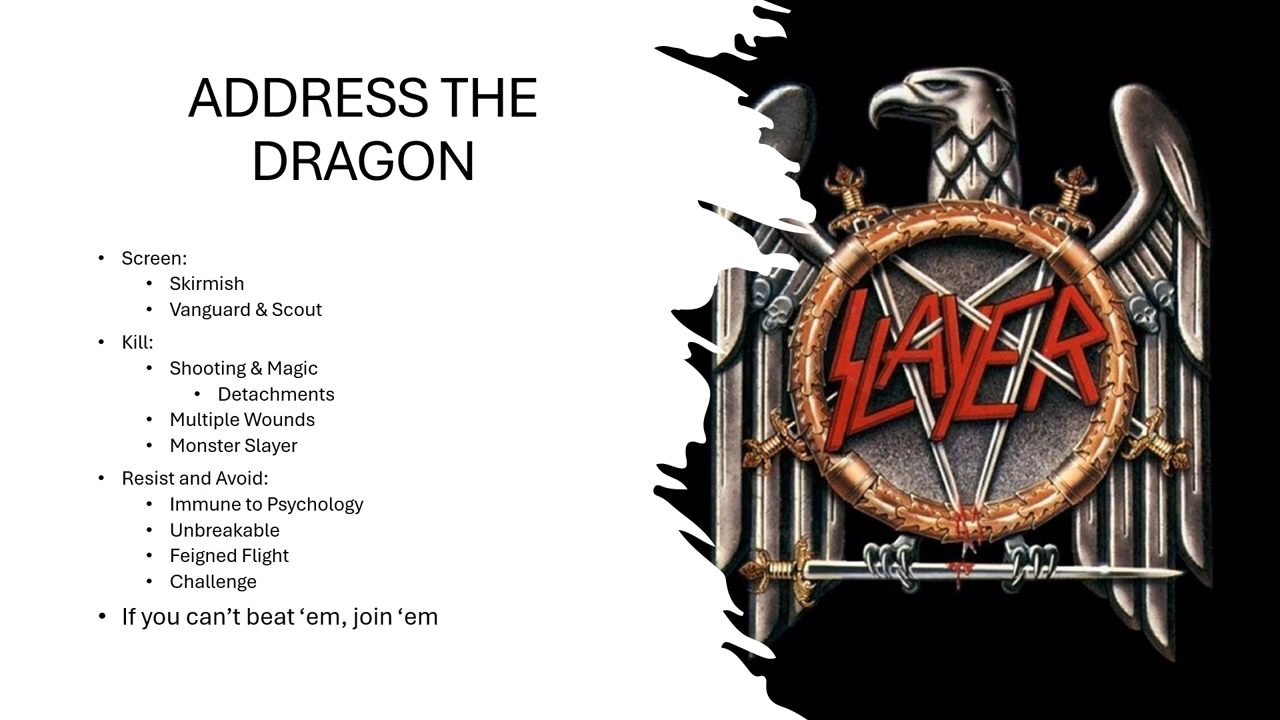 ADDRESS THE
DRAGON
• Screen:
• Skirmish
• Vanguard & Scout
• Kill:
• Shooting & Magic
• Detachments
• Multiple Wounds
• Monster Slayer
• Resist and Avoid:
• Immune to Psychology
• Unbreakable
• Feigned Flight
• Challenge
• If you can’t beat ‘em, join ‘em
SLAYER